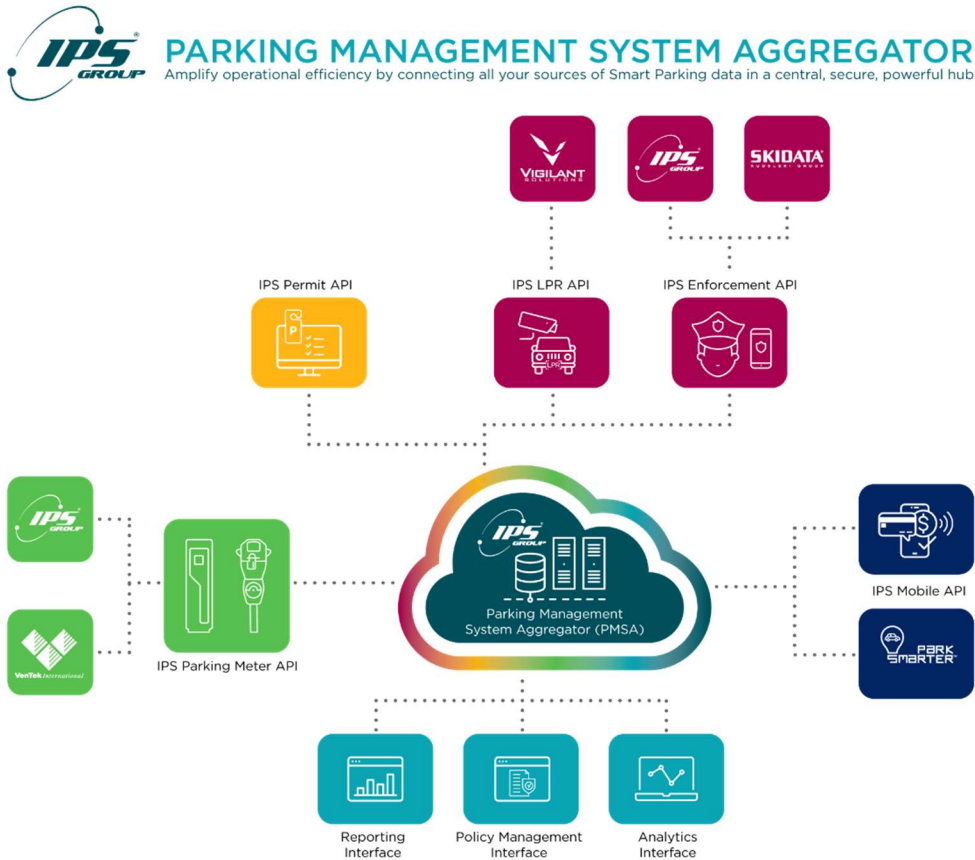 IPS
GROUP
PARKING MANAGEMENT SYSTEM AGGREGATOR
Amplify operational efficiency by connecting all your sources of Smart Parking data in a central, secure, powerful hub
VIGILANT
SOLUTIONS
IPS
GROUP
SKIDATA
KUDELSKI GROUP
IPS Permit API
IPS LPR API
IPS Enforcement API
P
LPR
IPS
GROUP
IPS
GROUP
Parking Management
System Aggregator (PMSA)
$
IPS Mobile API
VenTek International
IPS Parking Meter API
PARK
SMARTER
Reporting
Interface
Policy Management
Interface
Analytics
Interface